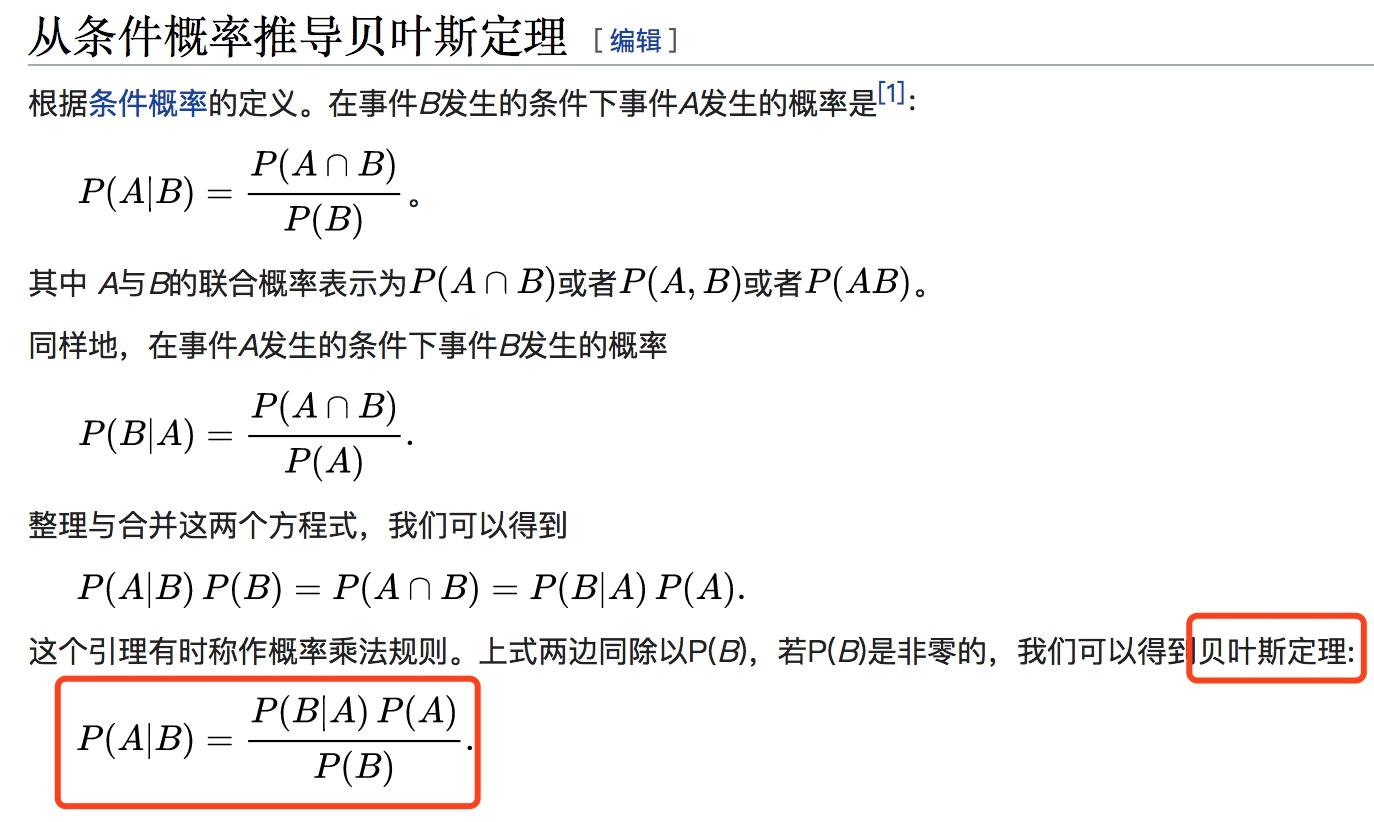 从条件概率推导贝叶斯定理 [ 编辑 ]
根据条件概率的定义。在事件B发生的条件下事件A发生的概率是[1]:
P(A|B) = P(A ∩ B) / P(B) 。
其中 A与B的联合概率表示为P(A ∩ B)或者P(A, B)或者P(AB)。
同样地，在事件A发生的条件下事件B发生的概率
P(B|A) = P(A ∩ B) / P(A) .
整理与合并这两个方程式，我们可以得到
P(A|B) P(B) = P(A ∩ B) = P(B|A) P(A).
这个引理有时称作概率乘法规则。上式两边同除以P(B)，若P(B)是非零的，我们可以得到贝叶斯定理:
P(A|B) = P(B|A) P(A) / P(B) .